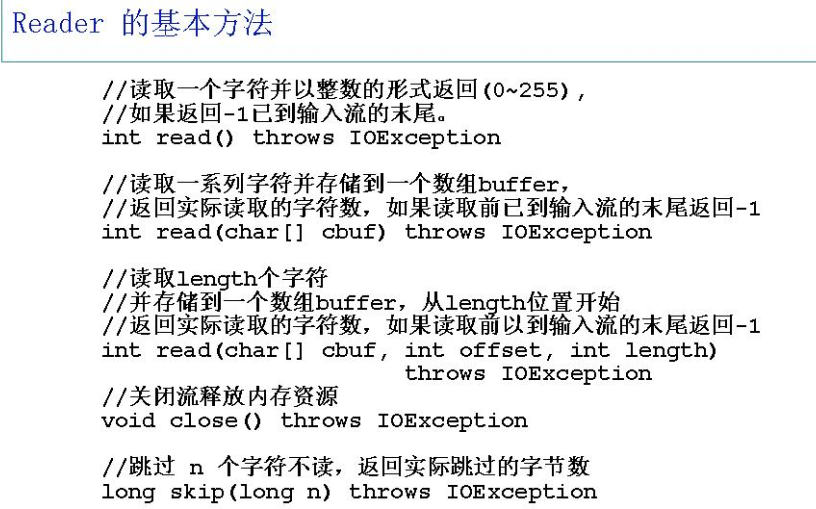 Reader 的基本方法
//读取一个字符并以整数的形式返回(0~255),
//如果返回-1已到输入流的末尾。
int read() throws IOException
//读取一系列字符并存储到一个数组buffer,
//返回实际读取的字符数，如果读取前已到输入流的末尾返回-1
int read(char[] cbuf) throws IOException
//读取length个字符
//并存储到一个数组buffer，从length位置开始
//返回实际读取的字符数，如果读取前以到输入流的末尾返回-1
int read(char[] cbuf, int offset, int length)
throws IOException
//关闭流释放内存资源
void close() throws IOException
//跳过 n 个字符不读，返回实际跳过的字节数
long skip(long n) throws IOException